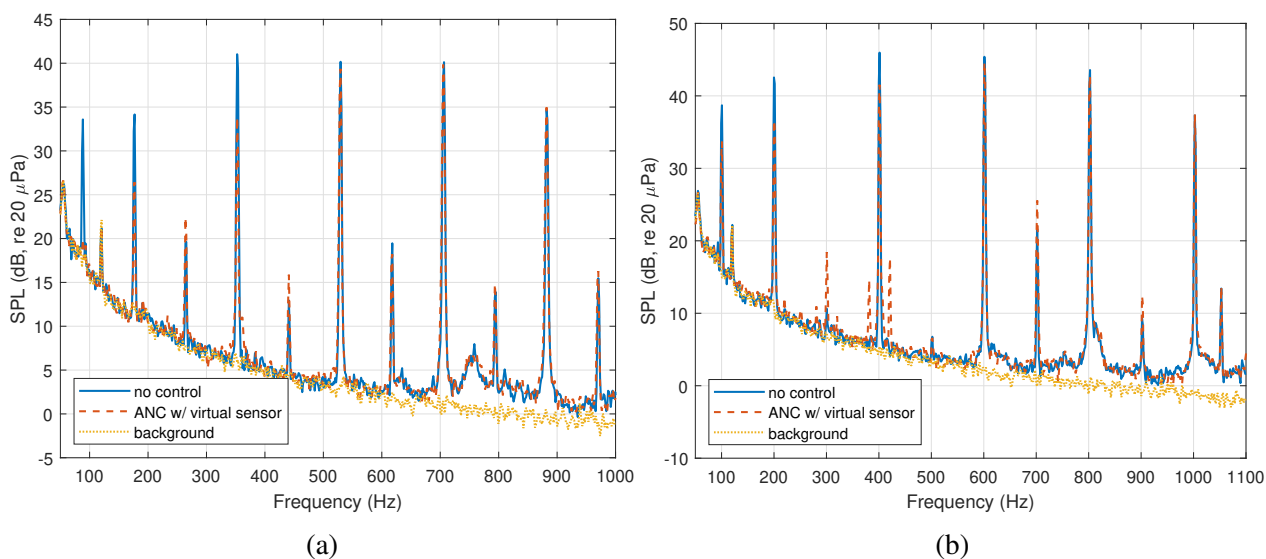 45
40
35
30
25
20
15
10
5
0
-5
SPL (dB, re 20 μPa)
no control
ANC w/ virtual sensor
background
100 200 300 400 500 600 700 800 900 1000
Frequency (Hz)
(a)
50
40
30
20
10
0
-10
SPL (dB, re 20 μPa)
no control
ANC w/ virtual sensor
background
100 200 300 400 500 600 700 800 900 1000 1100
Frequency (Hz)
(b)